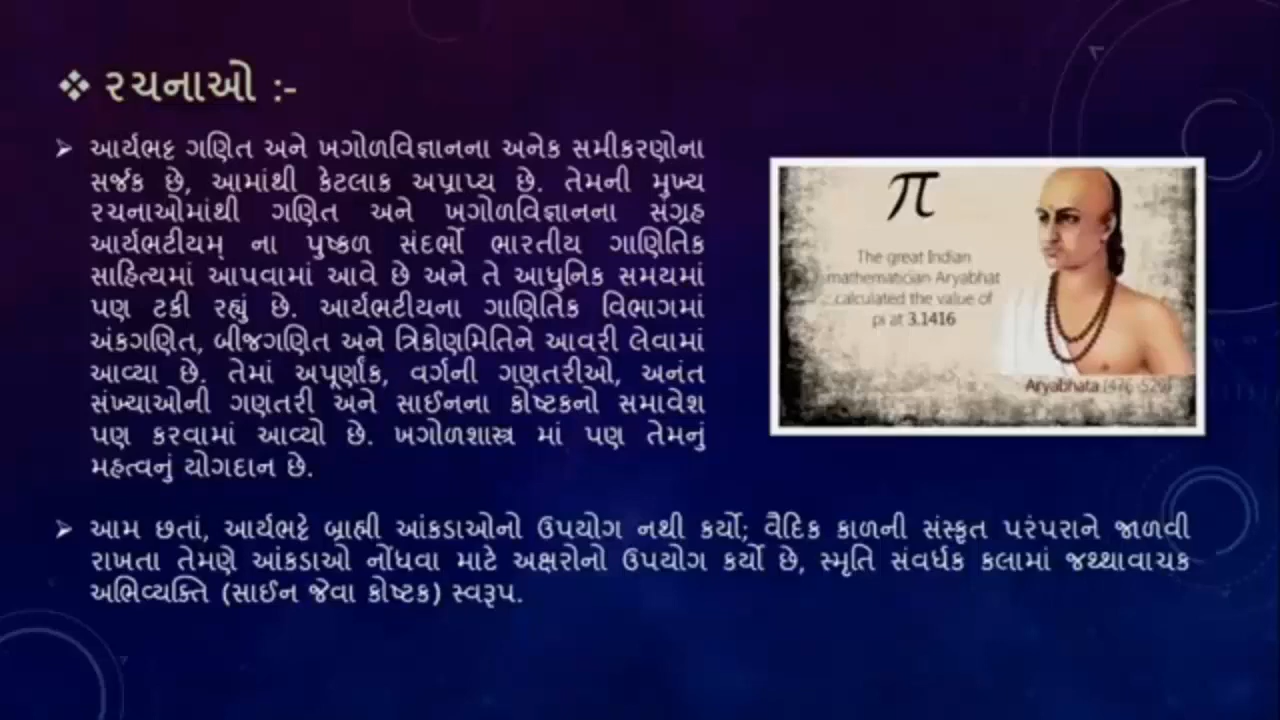 ❖ રચનાઓ :-
➢ આર્યભટ્ટ ગણિત અને ખગોળવિજ્ઞાનના અનેક સમીકરણોના
સર્જક છે, આમાંથી કેટલાક અપ્રાપ્ય છે. તેમની મુખ્ય
રચનાઓમાંથી ગણિત અને ખગોળવિજ્ઞાનના સંગ્રહ
આર્યભટીયમ્ ના પુષ્કળ સંદર્ભો ભારતીય ગાણિતિક
સાહિત્યમાં આપવામાં આવે છે અને તે આધુનિક સમયમાં
પણ ટકી રહ્યું છે. આર્યભટીયના ગાણિતિક વિભાગમાં
અંકગણિત, બીજગણિત અને ત્રિકોણમિતિને આવરી લેવામાં
આવ્યા છે. તેમાં અપૂર્ણાંક, વર્ગની ગણતરીઓ, અનંત
સંખ્યાઓની ગણતરી અને સાઈનના કોષ્ટકનો સમાવેશ
પણ કરવામાં આવ્યો છે. ખગોળશાસ્ત્ર માં પણ તેમનું
મહત્વનું યોગદાન છે.
π
The great Indian
mathematician Aryabhat
calculated the value of
pi at 3.1416
Aryabhata (476 -529)
➢ આમ છતાં, આર્યભટ્ટે બ્રાહ્મી આંકડાઓનો ઉપયોગ નથી કર્યો; વૈદિક કાળની સંસ્કૃત પરંપરાને જાળવી
રાખતા તેમણે આંકડાઓ નોંધવા માટે અક્ષરોનો ઉપયોગ કર્યો છે, સ્મૃતિ સંવર્ધક કલામાં જથ્થાવાચક
અભિવ્યક્તિ (સાઈન જેવા કોષ્ટક) સ્વરૂપ.